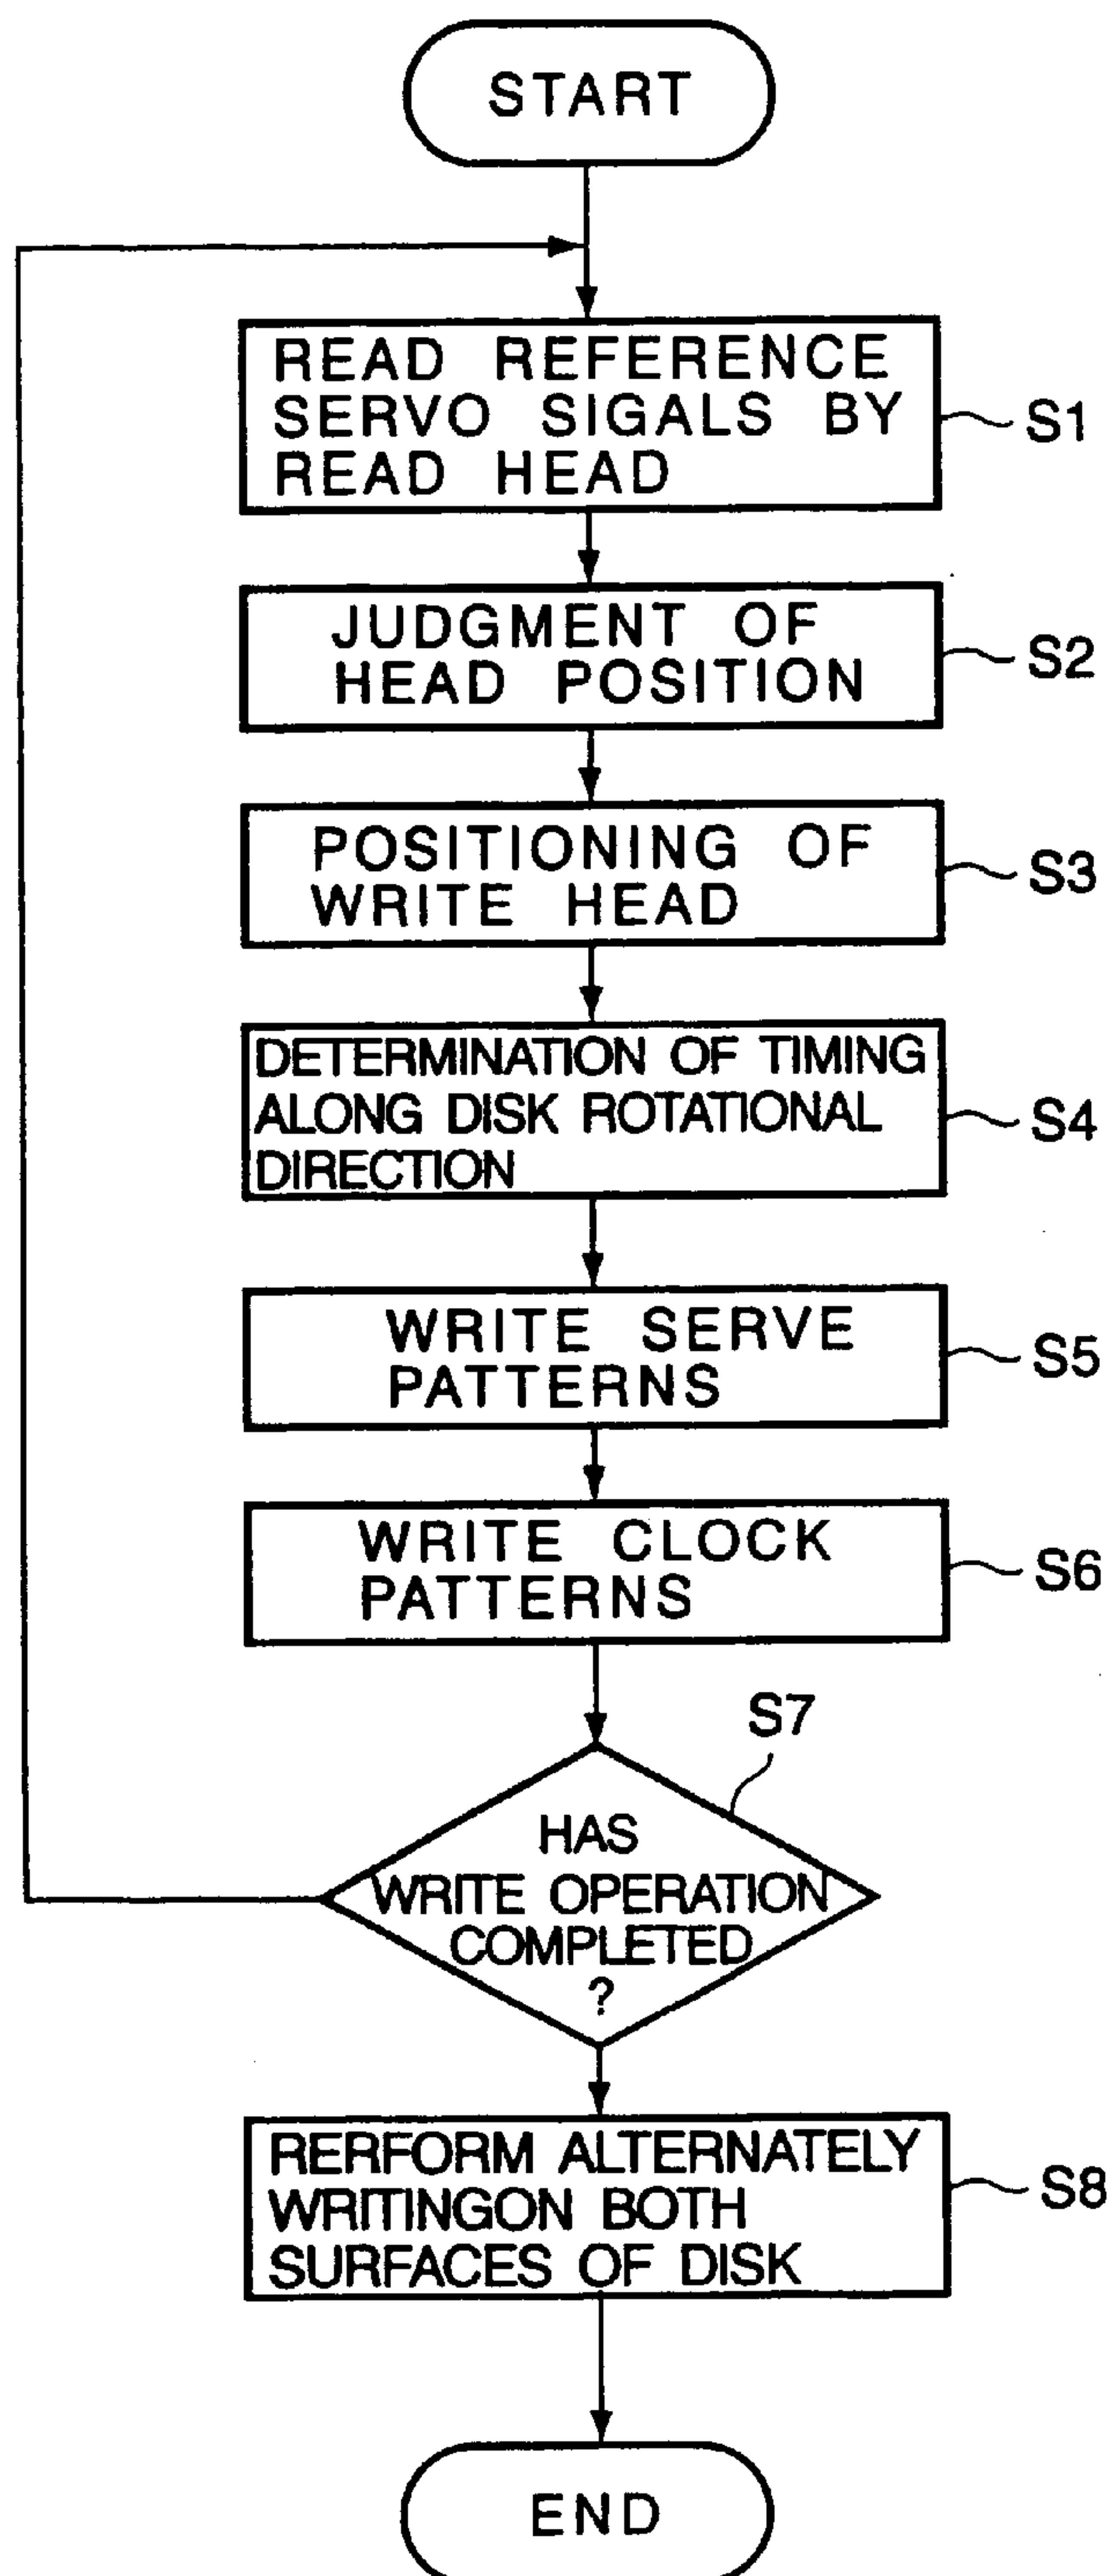 START
READ REFERENCE
SERVO SIGALS BY
READ HEAD
S1
JUDGMENT OF
HEAD POSITION
S2
POSITIONING OF
WRITE HEAD
S3
DETERMINATION OF TIMING
ALONG DISK ROTATIONAL
DIRECTION
S4
WRITE SERVE
PATTERNS
S5
WRITE CLOCK
PATTERNS
S6
S7
HAS
WRITE OPERATION
COMPLETED
?
RERFORM ALTERNATELY
WRITINGON BOTH
SURFACES OF DISK
S8
END